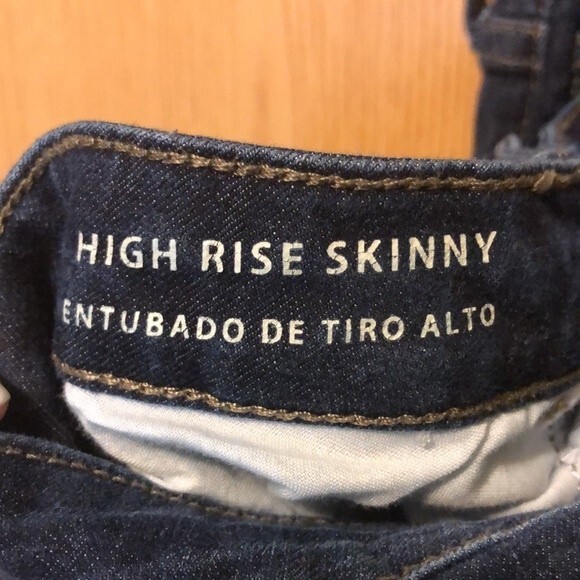 HIGH RISE SKINNY
ENTUBADO DE TIRO ALTO